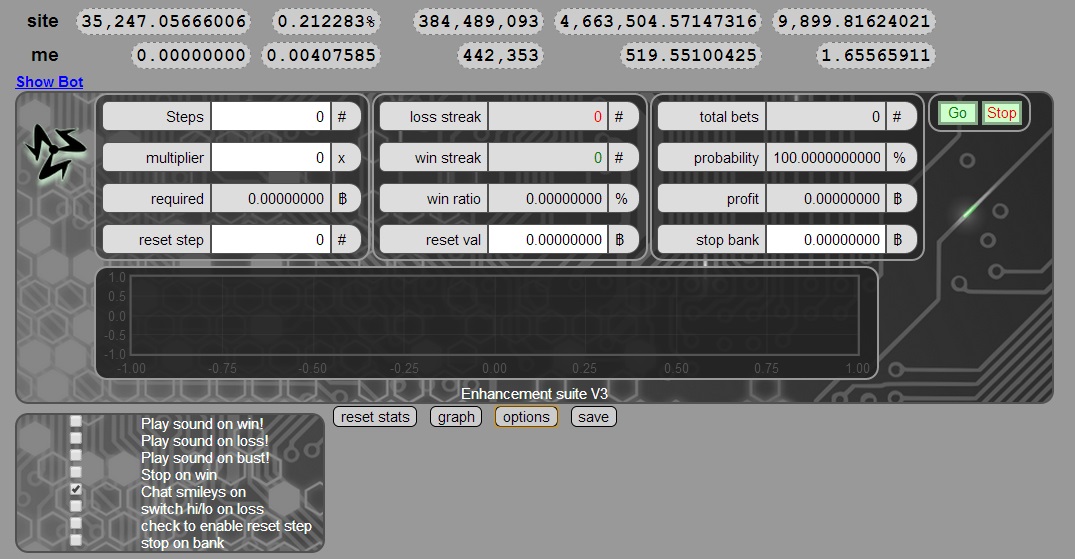 site 35,247.05666006 0.212283% 384,489,093 4,663,504.57147316 9,899.81624021
me 0.00000000 0.00407585 442,353 519.55100425 1.65565911
Show Bot
Steps 0 # loss streak 0 # total bets 0 # Go Stop
multiplier 0 x win streak 0 # probability 100.0000000000 %
required 0.00000000 ฿ win ratio 0.00000000 % profit 0.00000000 ฿
reset step 0 # reset val 0.00000000 ฿ stop bank 0.00000000 ฿
1.0
0.5
0.0
-0.5
-1.0
-1.00 -0.75 -0.50 -0.25 0.00 0.25 0.50 0.75 1.00
Enhancement suite V3
reset stats graph options save
Play sound on win!
Play sound on loss!
Play sound on bust!
Stop on win
Chat smileys on
switch hi/lo on loss
check to enable reset step
stop on bank